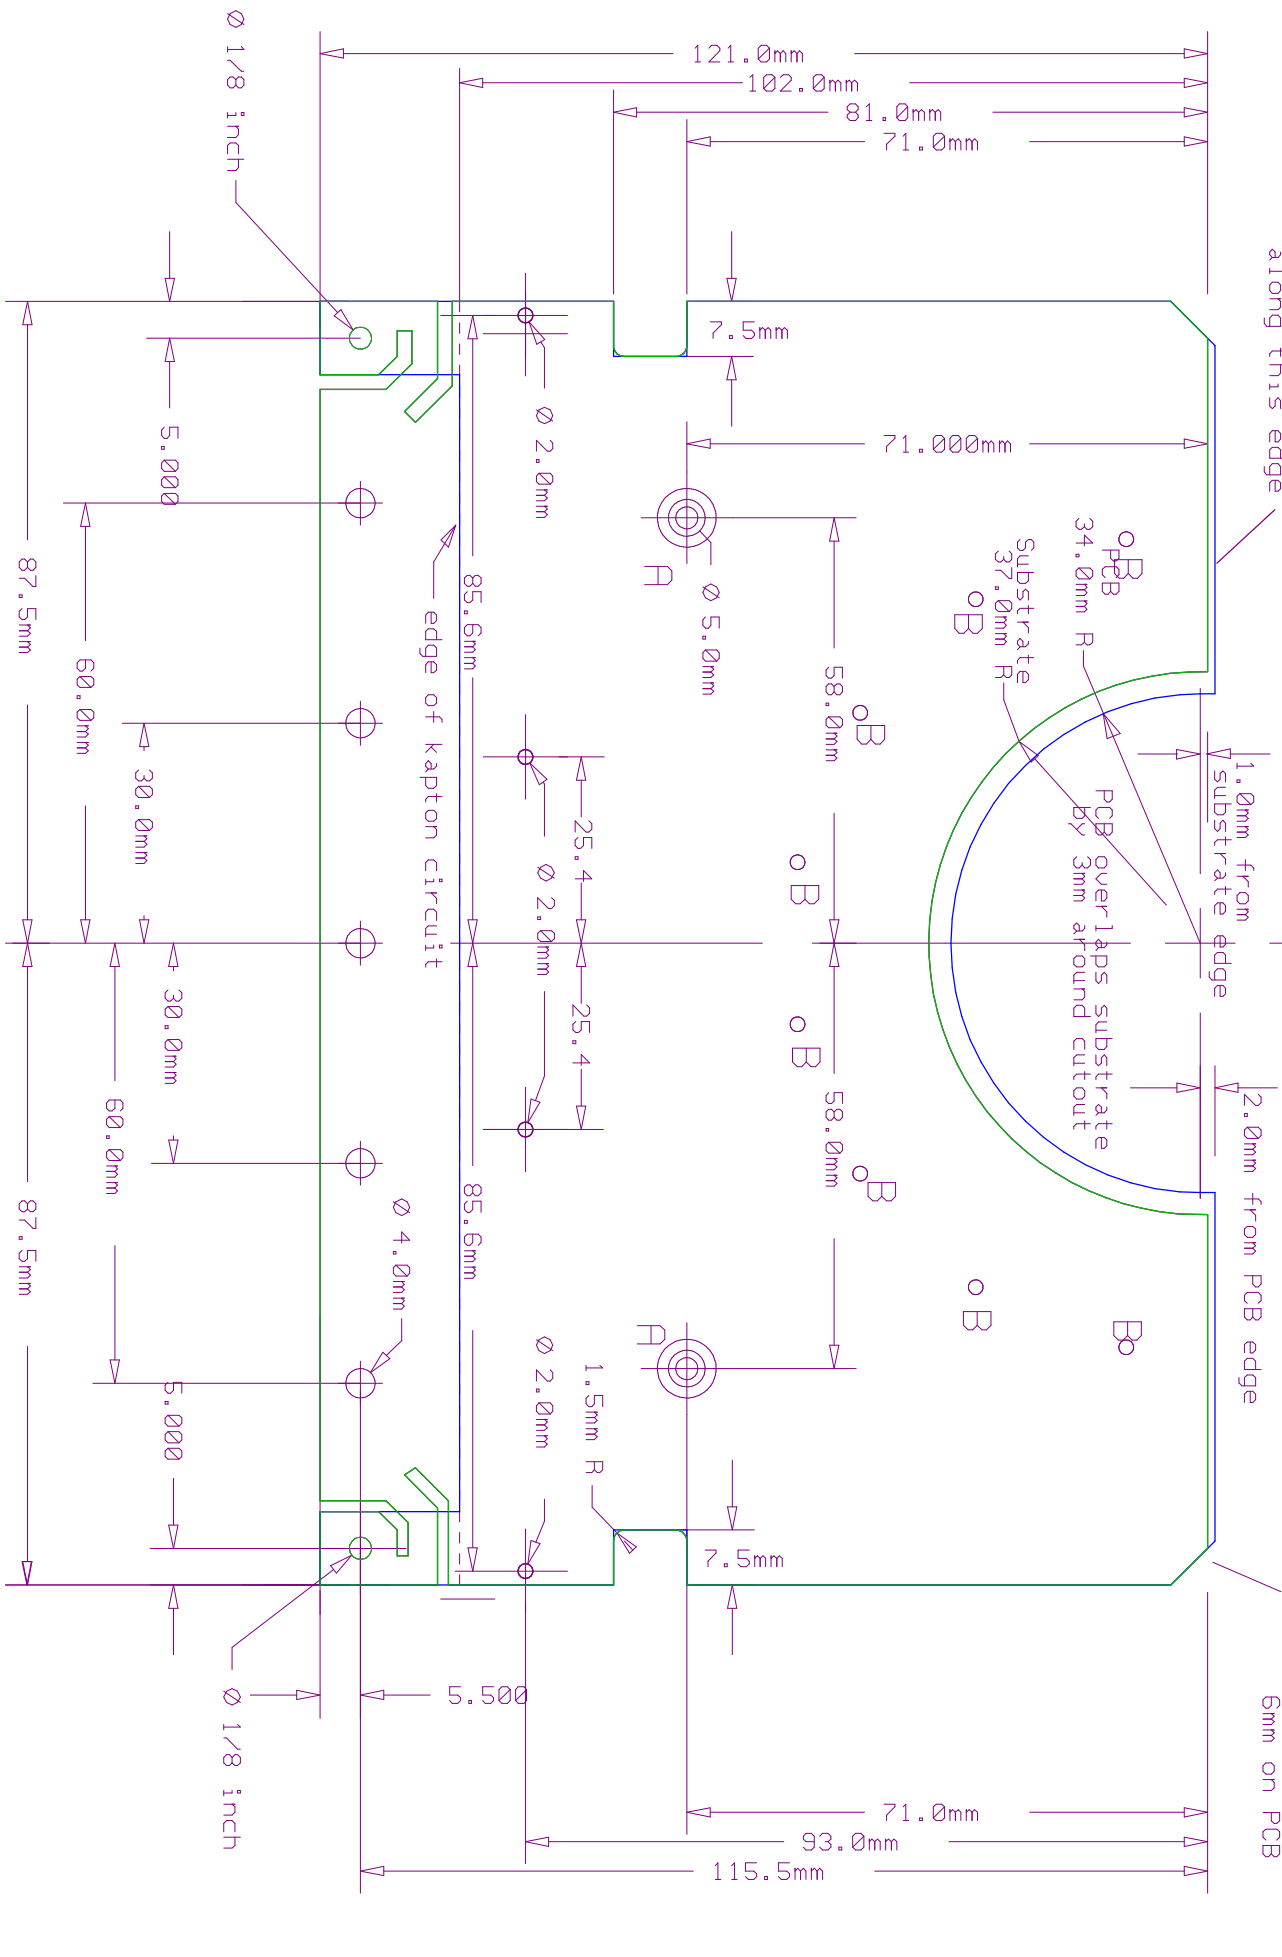 121.0mm
102.0mm
81.0mm
71.0mm
Ø 1/8 inch
along this edge
7.5mm
71.000mm
5.000
Ø 2.0mm
A
Ø 5.0mm
B
PCB
34.0mm R
Substrate
37.0mm R
B
87.5mm
60.0mm
30.0mm
85.6mm
edge of kapton circuit
58.0mm
B
1.0mm from
substrate edge
25.4
Ø 2.0mm
B
PCB overlaps substrate
by 3mm around cutout
30.0mm
60.0mm
25.4
B
58.0mm
2.0mm from PCB edge
87.5mm
85.6mm
Ø 4.0mm
B
B
B
A
5.000
Ø 2.0mm
1.5mm R
7.5mm
Ø 1/8 inch
5.500
6mm on PCB
71.0mm
93.0mm
115.5mm